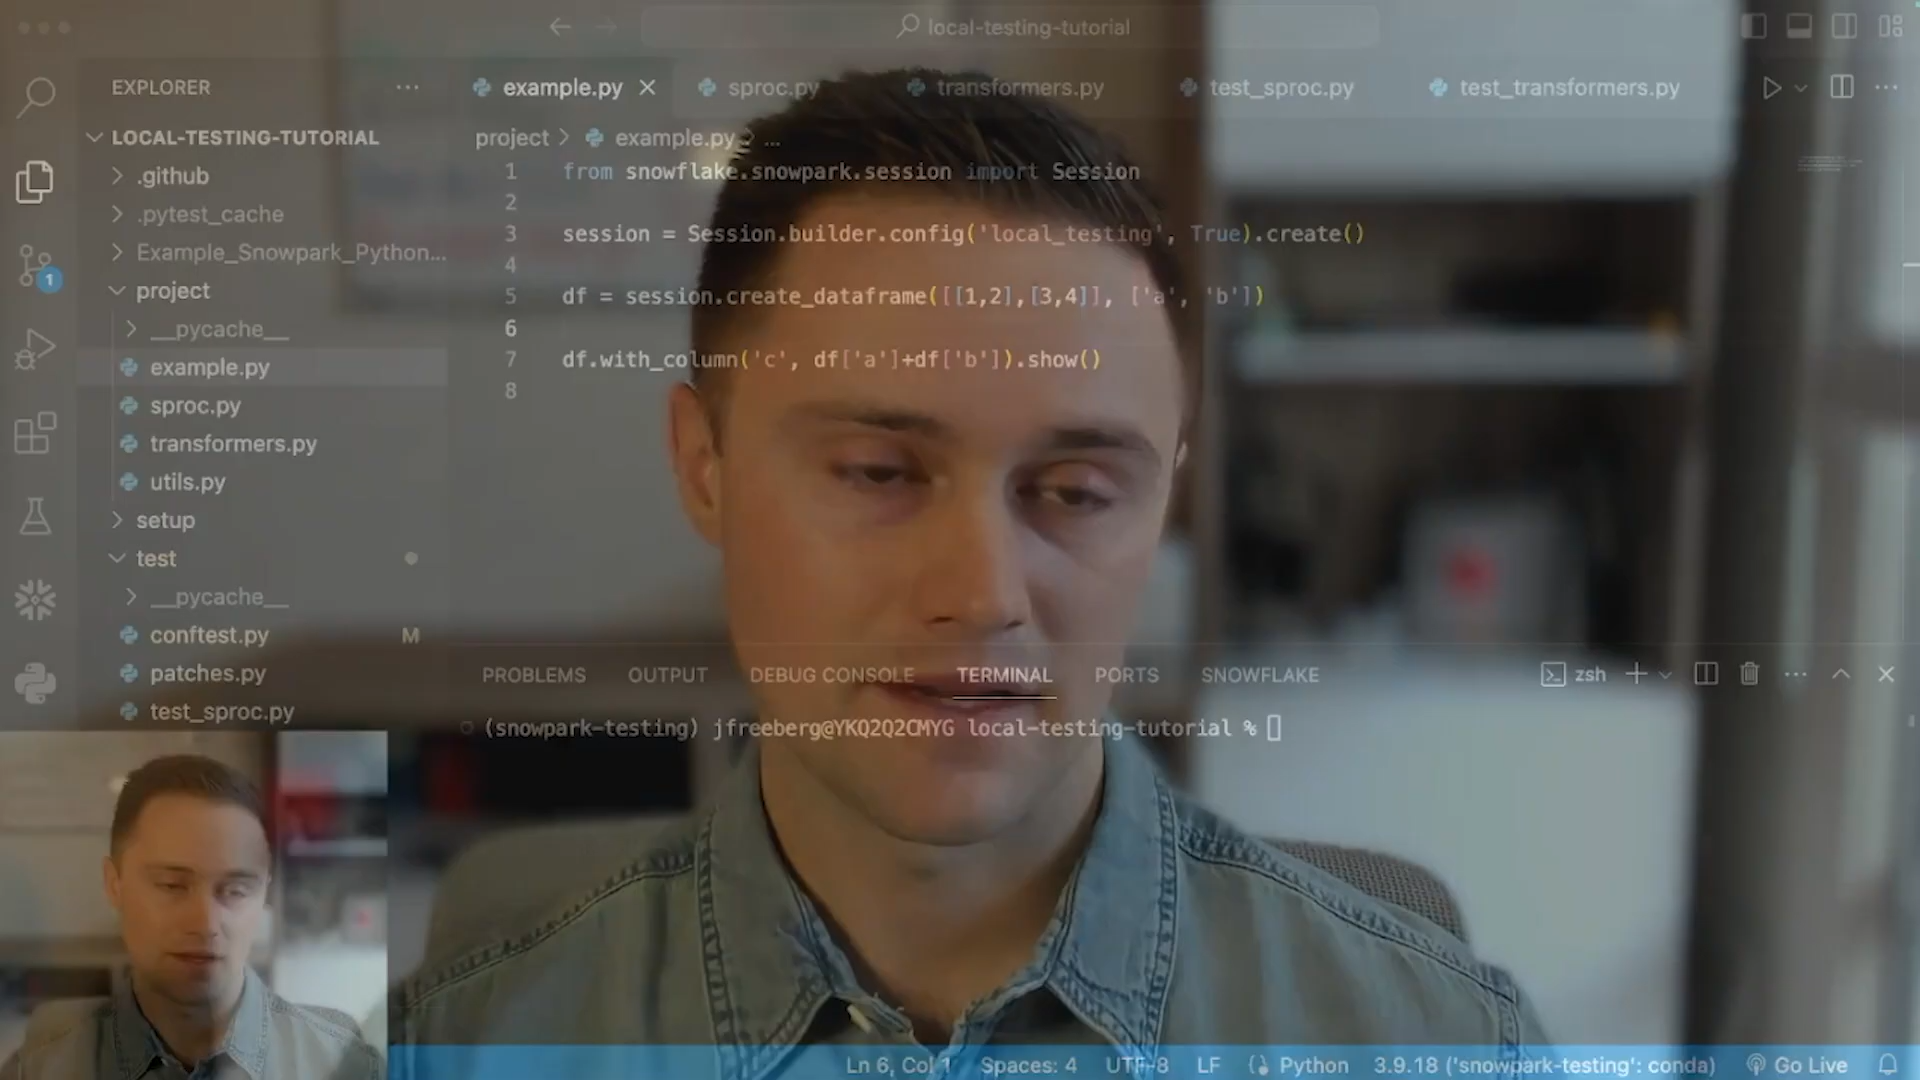 local-testing-tutorial
EXPLORER
example.py
sproc.py
transformers.py
test_sproc.py
test_transformers.py
LOCAL-TESTING-TUTORIAL
.github
.pytest_cache
Example_Snowpark_Python...
project
__pycache__
example.py
sproc.py
transformers.py
utils.py
setup
test
__pycache__
conftest.py M
patches.py
test_sproc.py
1
project > example.py > ...
1 from snowflake.snowpark.session import Session
2
3 session = Session.builder.config('local_testing', True).create()
4
5 df = session.create_dataframe([[1,2],[3,4]], ['a', 'b'])
6
7 df.with_column('c', df['a']+df['b']).show()
8
PROBLEMS OUTPUT DEBUG CONSOLE TERMINAL PORTS SNOWFLAKE
zsh
(snowpark-testing) jfreeberg@YKQ2Q2CMYG local-testing-tutorial %
Ln 6, Col 1 Spaces: 4 UTF-8 LF Python 3.9.18 ('snowpark-testing': conda) Go Live